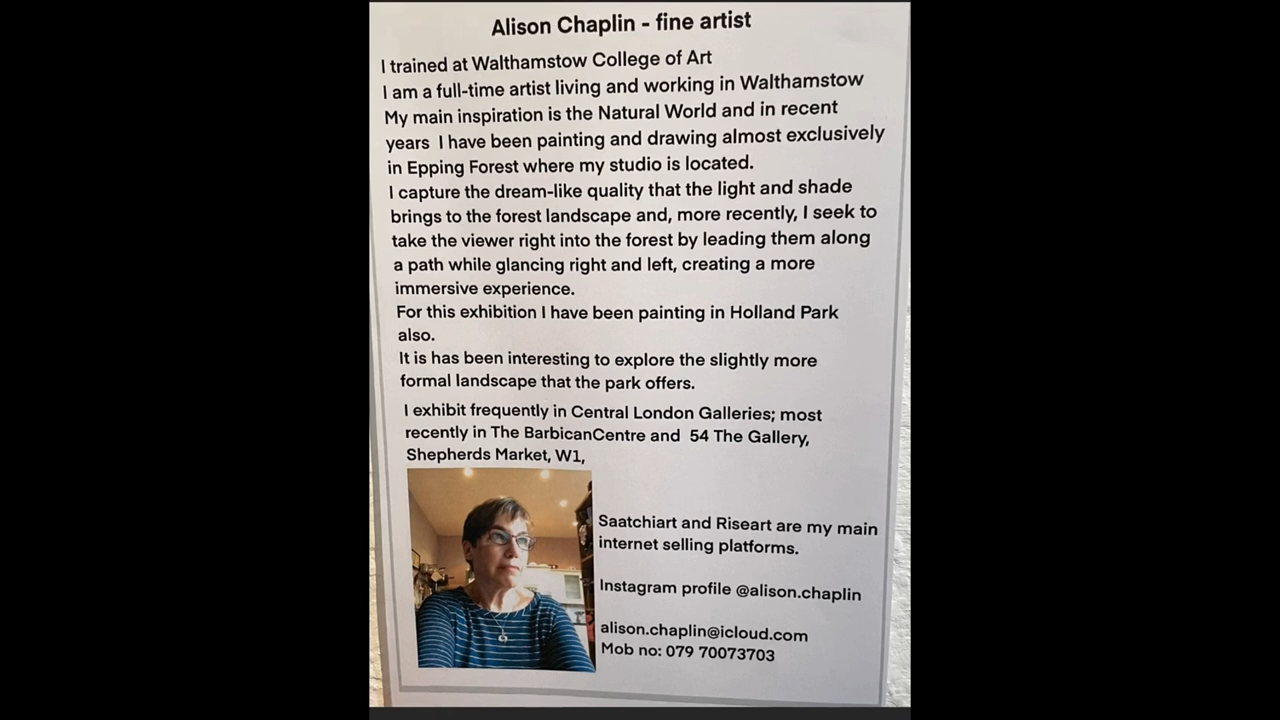 Alison Chaplin - fine artist
I trained at Walthamstow College of Art
I am a full-time artist living and working in Walthamstow
My main inspiration is the Natural World and in recent
years I have been painting and drawing almost exclusively
in Epping Forest where my studio is located.
I capture the dream-like quality that the light and shade
brings to the forest landscape and, more recently, I seek to
take the viewer right into the forest by leading them along
a path while glancing right and left, creating a more
immersive experience.
For this exhibition I have been painting in Holland Park
also.
It is has been interesting to explore the slightly more
formal landscape that the park offers.
I exhibit frequently in Central London Galleries; most
recently in The BarbicanCentre and 54 The Gallery,
Shepherds Market, W1,
Saatchiart and Riseart are my main
internet selling platforms.
Instagram profile @alison.chaplin
alison.chaplin@icloud.com
Mob no: 079 70073703